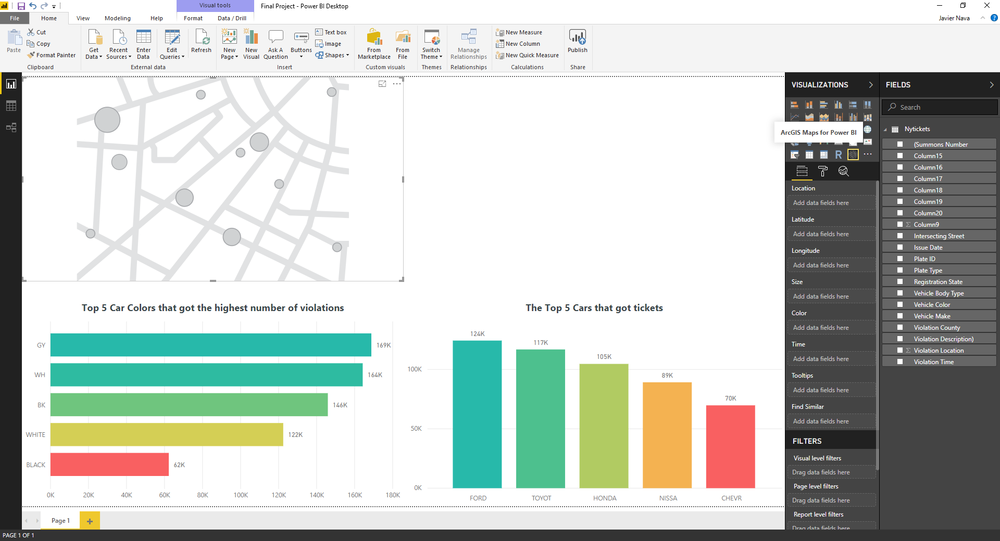 Visual tools
Final Project - Power BI Desktop
File
Home
View
Modeling
Help
Format
Data / Drill
Javier Nava
?
Paste
Cut
Copy
Format Painter
Clipboard
Get Data
Recent Sources
Enter Data
Edit Queries
Refresh
External data
New Page
New Visual
Ask A Question
Buttons
Text box
Image
Shapes
Insert
From Marketplace
From File
Custom visuals
Switch Theme
Themes
Manage Relationships
Relationships
New Measure
New Column
New Quick Measure
Calculations
Publish
Share
Top 5 Car Colors that got the highest number of violations
GY
169K
WH
164K
BK
146K
WHITE
122K
BLACK
62K
0K 20K 40K 60K 80K 100K 120K 140K 160K 180K
The Top 5 Cars that got tickets
124K
117K
105K
89K
70K
100K
50K
0K
FORD TOYOT HONDA NISSA CHEVR
Page 1
PAGE 1 OF 1
VISUALIZATIONS
ArcGIS Maps for Power BI
R
Location
Add data fields here
Latitude
Add data fields here
Longitude
Add data fields here
Size
Add data fields here
Color
Add data fields here
Time
Add data fields here
Tooltips
Add data fields here
Find Similar
Add data fields here
FILTERS
Visual level filters
Drag data fields here
Page level filters
Drag data fields here
Report level filters
Drag data fields here
FIELDS
Search
Nytickets
(Summons Number
Column15
Column16
Column17
Column18
Column19
Column20
Σ Column9
Intersecting Street
Issue Date
Plate ID
Plate Type
Registration State
Vehicle Body Type
Vehicle Color
Vehicle Make
Violation County
Violation Description)
Σ Violation Location
Violation Time